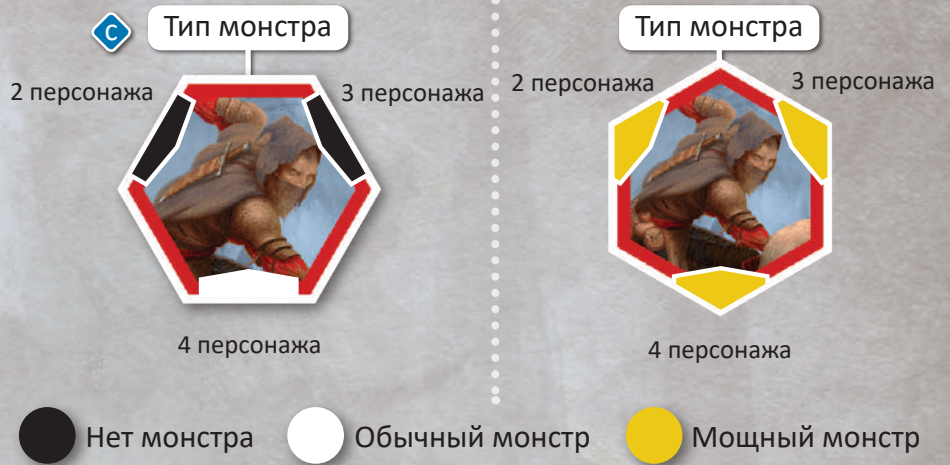 С
Тип монстра
2 персонажа
3 персонажа
4 персонажа
Тип монстра
2 персонажа
3 персонажа
4 персонажа
Нет монстра
Обычный монстр
Мощный монстр